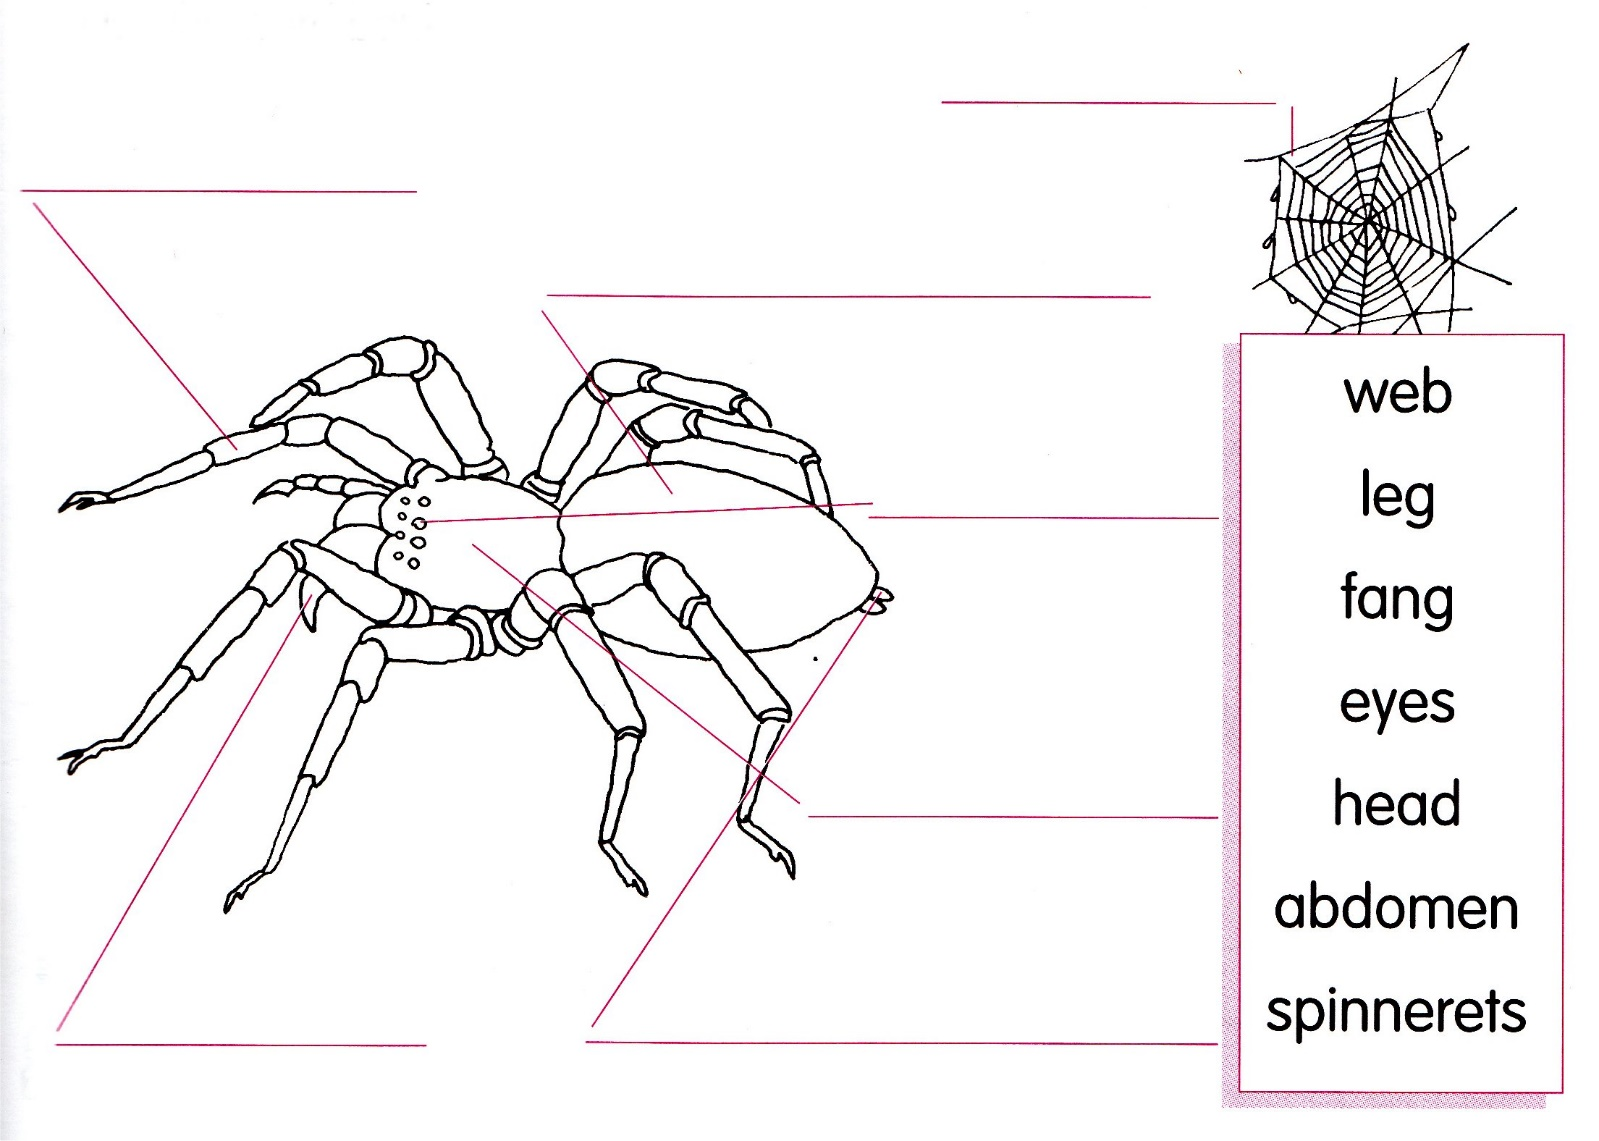 web
leg
fang
eyes
head
abdomen
spinnerets